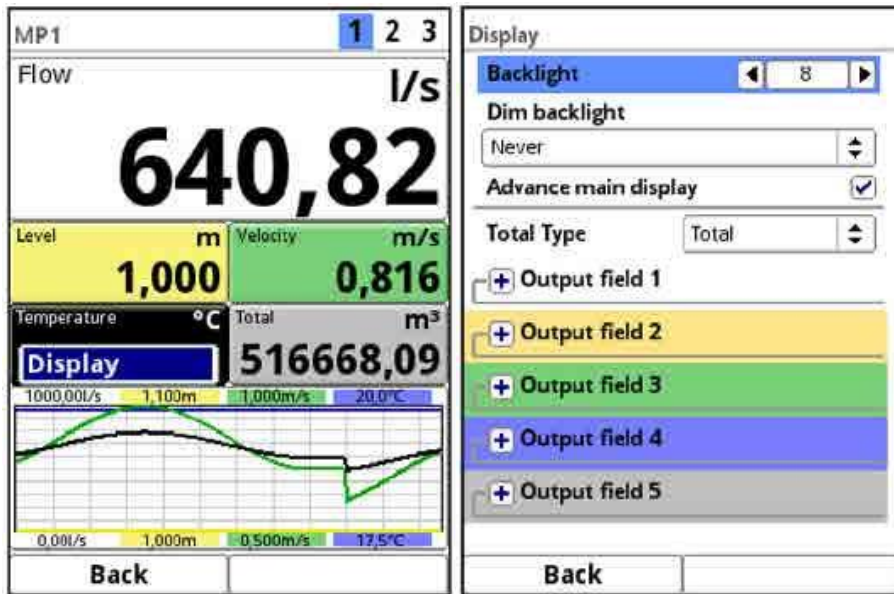 MP1 1 2 3
Flow l/s
640,82
Level m
1,000
Velocity m/s
0,816
Temperature °C
Display
Total m³
516668,09
1000,00l/s 1,100m 1,000m/s 20,0°C
0,00l/s 1,000m 0,500m/s 17,5°C
Back
Display
Backlight 8
Dim backlight
Never
Advance main display
Total Type Total
Output field 1
Output field 2
Output field 3
Output field 4
Output field 5
Back